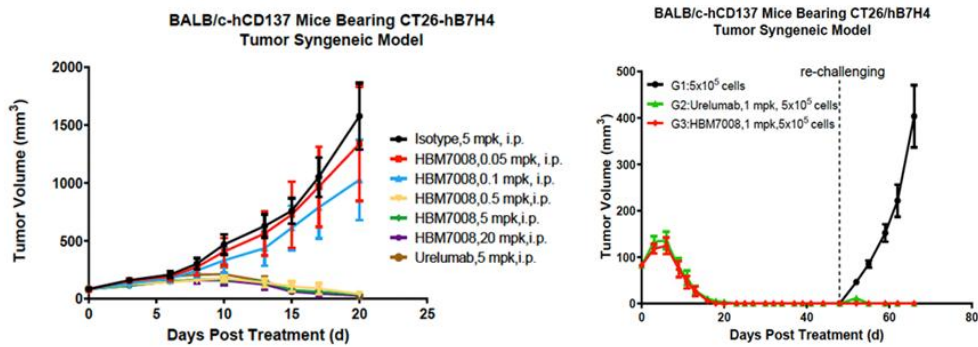 BALB/c-hCD137 Mice Bearing CT26-hB7H4
Tumor Syngeneic Model
Tumor Volume (mm³)
2000
1500
1000
500
0
0
5
10
15
20
25
Days Post Treatment (d)
Isotype,5 mpk, i.p.
HBM7008,0.05 mpk, i.p.
HBM7008,0.1 mpk, i.p.
HBM7008,0.5 mpk,i.p.
HBM7008,5 mpk,i.p.
HBM7008,20 mpk,i.p.
Urelumab,5 mpk,i.p.
BALB/c-hCD137 Mice Bearing CT26/hB7H4
Tumor Syngeneic Model
re-challenging
Tumor Volume (mm³)
500
400
300
200
100
0
G1:5x10⁵ cells
G2:Urelumab,1 mpk, 5x10⁵ cells
G3:HBM7008,1 mpk,5x10⁵ cells
0
20
40
60
80
Days Post Treatment (d)